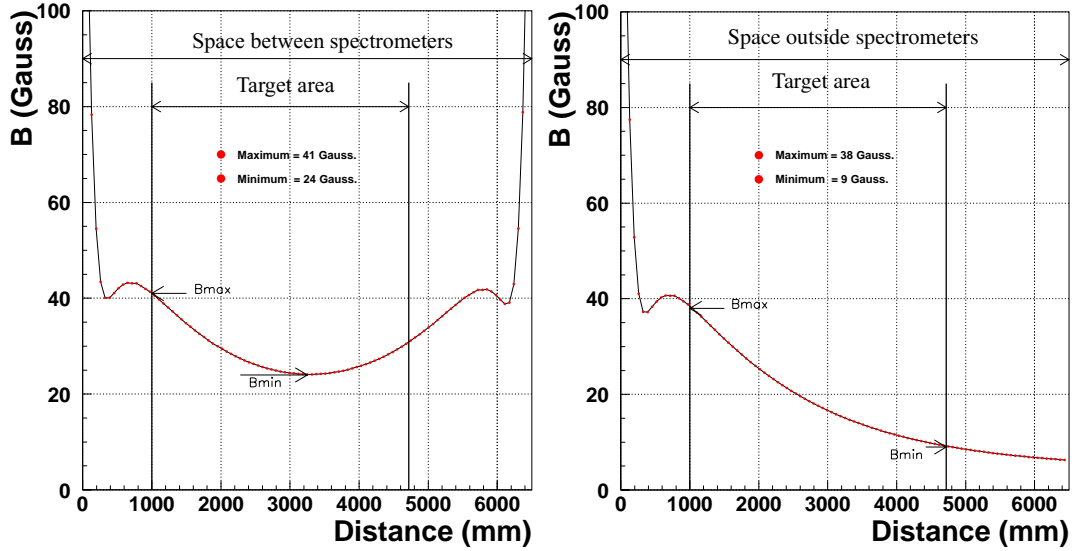 B (Gauss)
100
80
60
40
20
0
Space between spectrometers
Target area
Maximum = 41 Gauss.
Minimum = 24 Gauss.
Bmax
Bmin
0 1000 2000 3000 4000 5000 6000
Distance (mm)
B (Gauss)
100
80
60
40
20
0
Space outside spectrometers
Target area
Maximum = 38 Gauss.
Minimum = 9 Gauss.
Bmax
Bmin
0 1000 2000 3000 4000 5000 6000
Distance (mm)